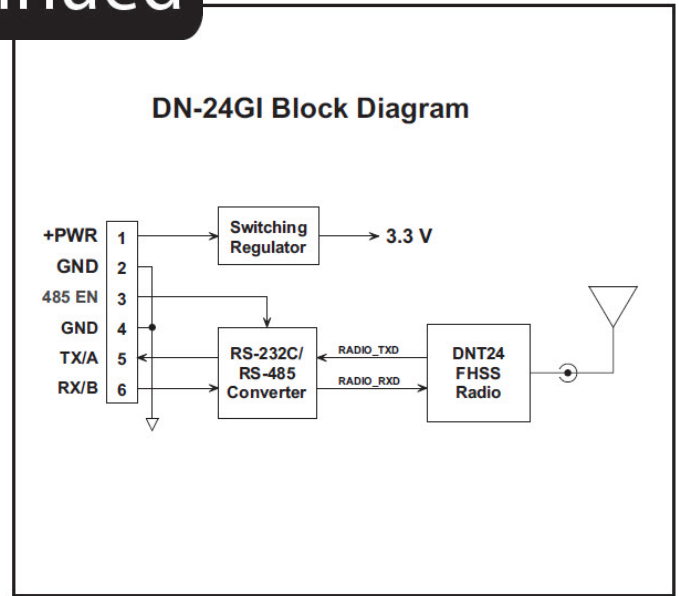 DN-24GI Block Diagram
+PWR 1
GND 2
485 EN 3
GND 4
TX/A 5
RX/B 6
Switching
Regulator
3.3 V
RS-232C/
RS-485
Converter
RADIO_TXD
RADIO_RXD
DNT24
FHSS
Radio